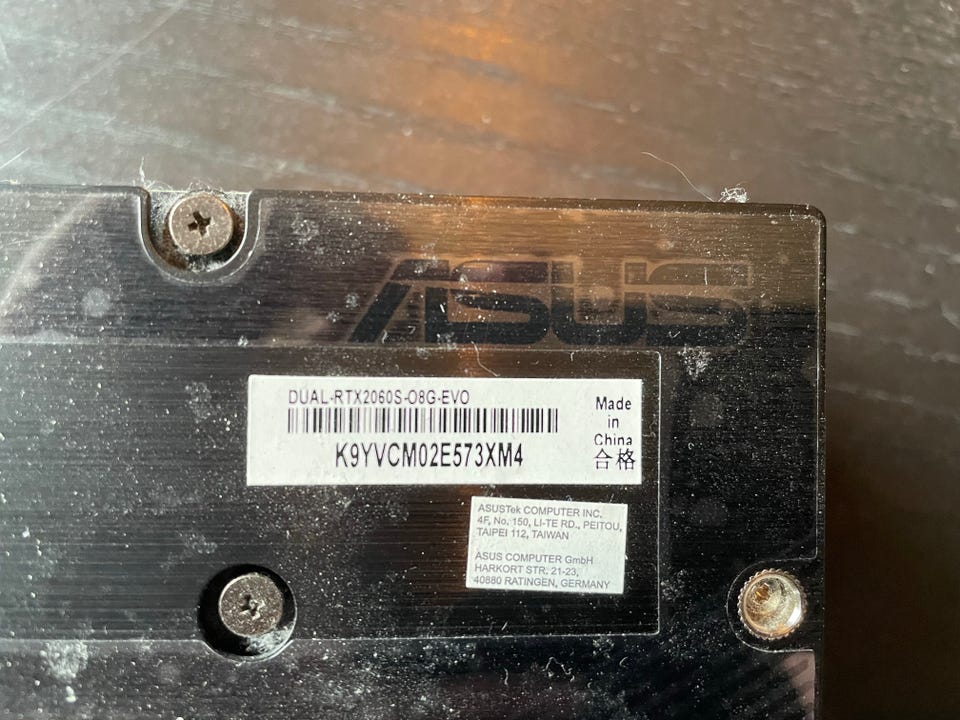 ASUS
DUAL-RTX2060S-O8G-EVO
K9YVCM02E573XM4
Made
in
China
合格
ASUSTek COMPUTER INC.
4F, No. 150, LI-TE RD., PEITOU,
TAIPEI 112, TAIWAN
ASUS COMPUTER GmbH
HARKORT STR. 21-23,
40880 RATINGEN, GERMANY